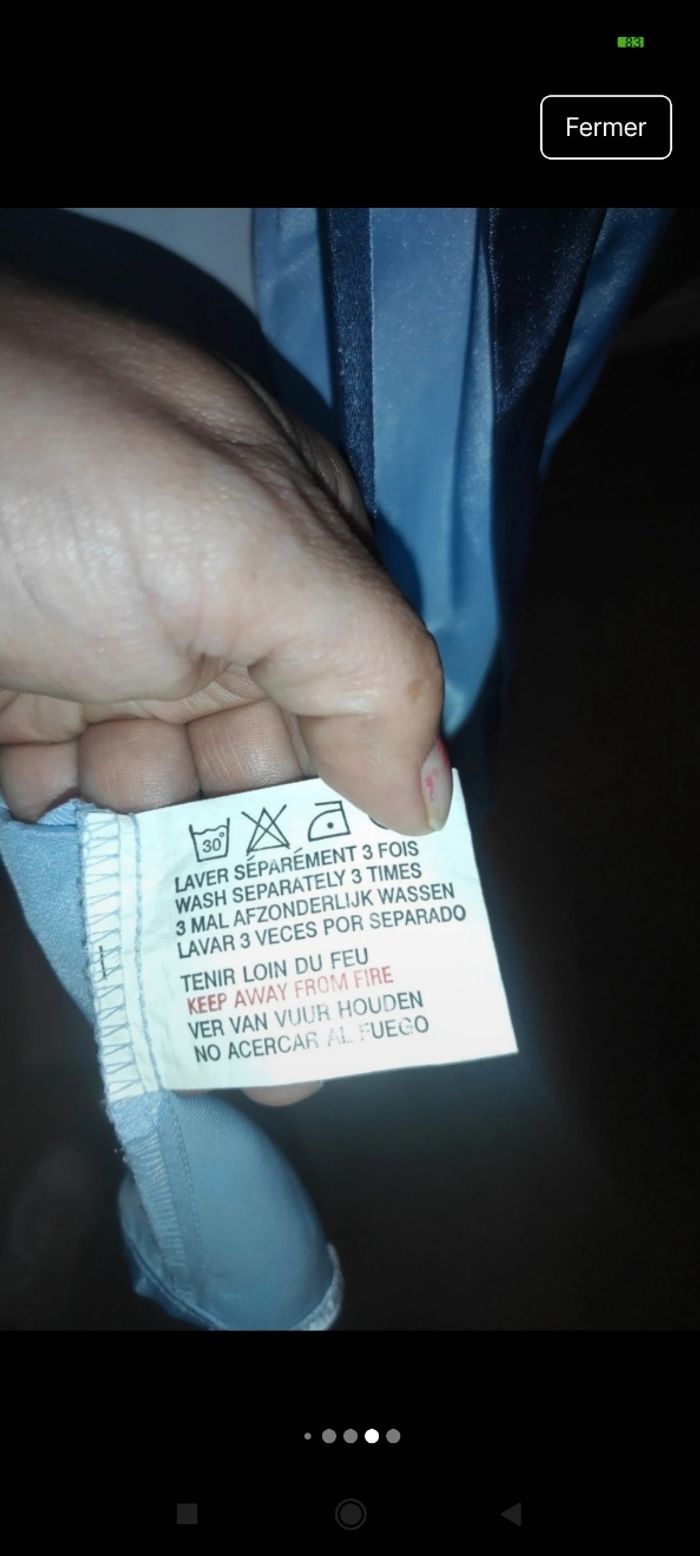 83
Fermer
30°
LAVER SÉPARÉMENT 3 FOIS
WASH SEPARATELY 3 TIMES
3 MAL AFZONDERLIJK WASSEN
LAVAR 3 VECES POR SEPARADO
TENIR LOIN DU FEU
KEEP AWAY FROM FIRE
VER VAN VUUR HOUDEN
NO ACERCAR AL FUEGO